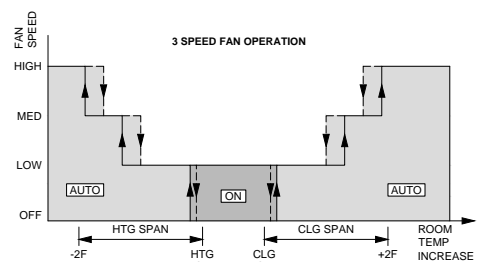 3 SPEED FAN OPERATION
FAN
SPEED
HIGH
MED
LOW
OFF
AUTO
ON
AUTO
HTG SPAN
CLG SPAN
-2F
HTG
CLG
+2F
ROOM
TEMP
INCREASE